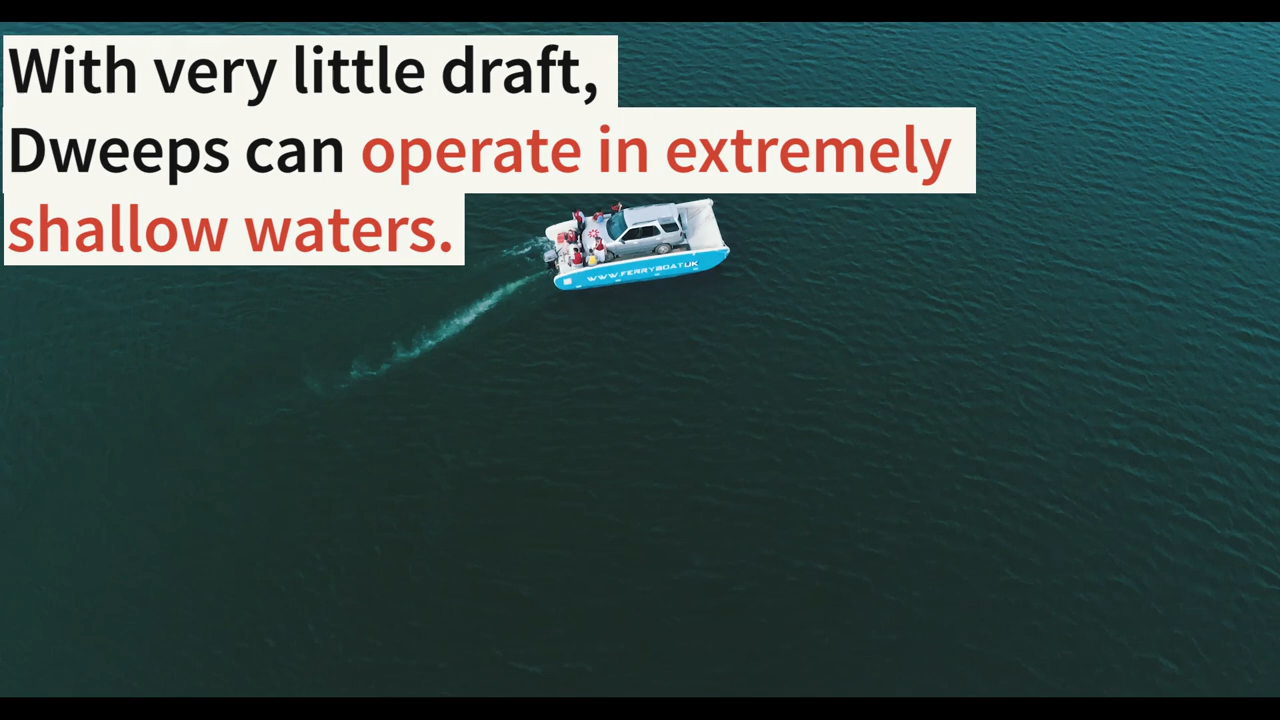 With very little draft,
Dweeps can operate in extremely
shallow waters.
WWW.FERRYBOAT.UK